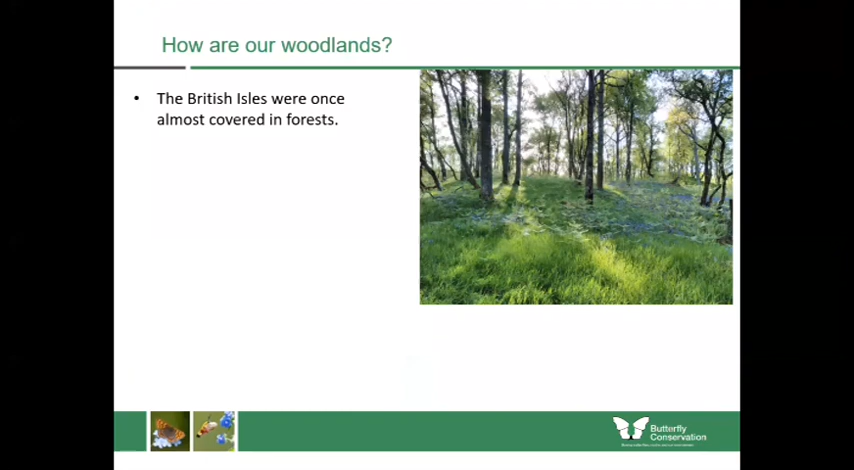 How are our woodlands?
• The British Isles were once
almost covered in forests.
Butterfly
Conservation